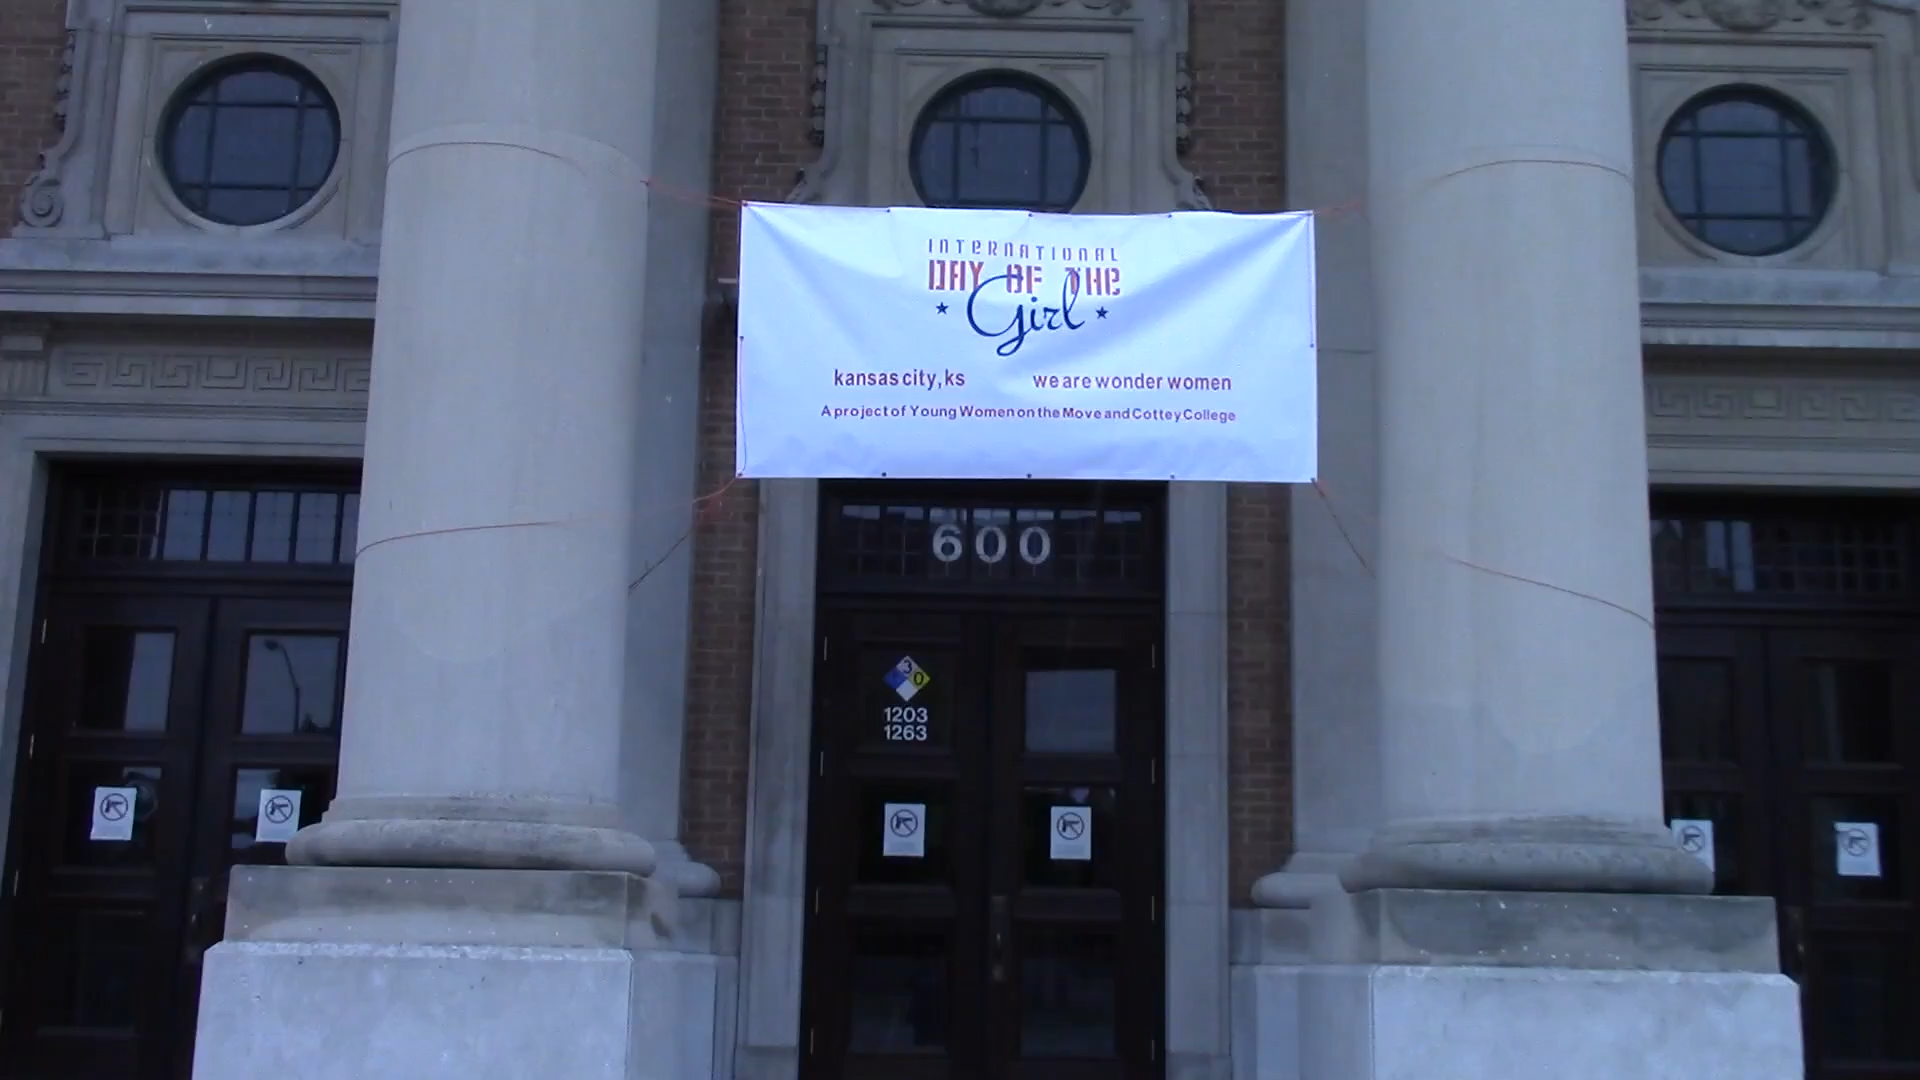 INTERNATIONAL
DAY OF THE
Girl
kansas city, ks we are wonder women
A project of Young Women on the Move and Cottey College
600
3
0
1203
1263